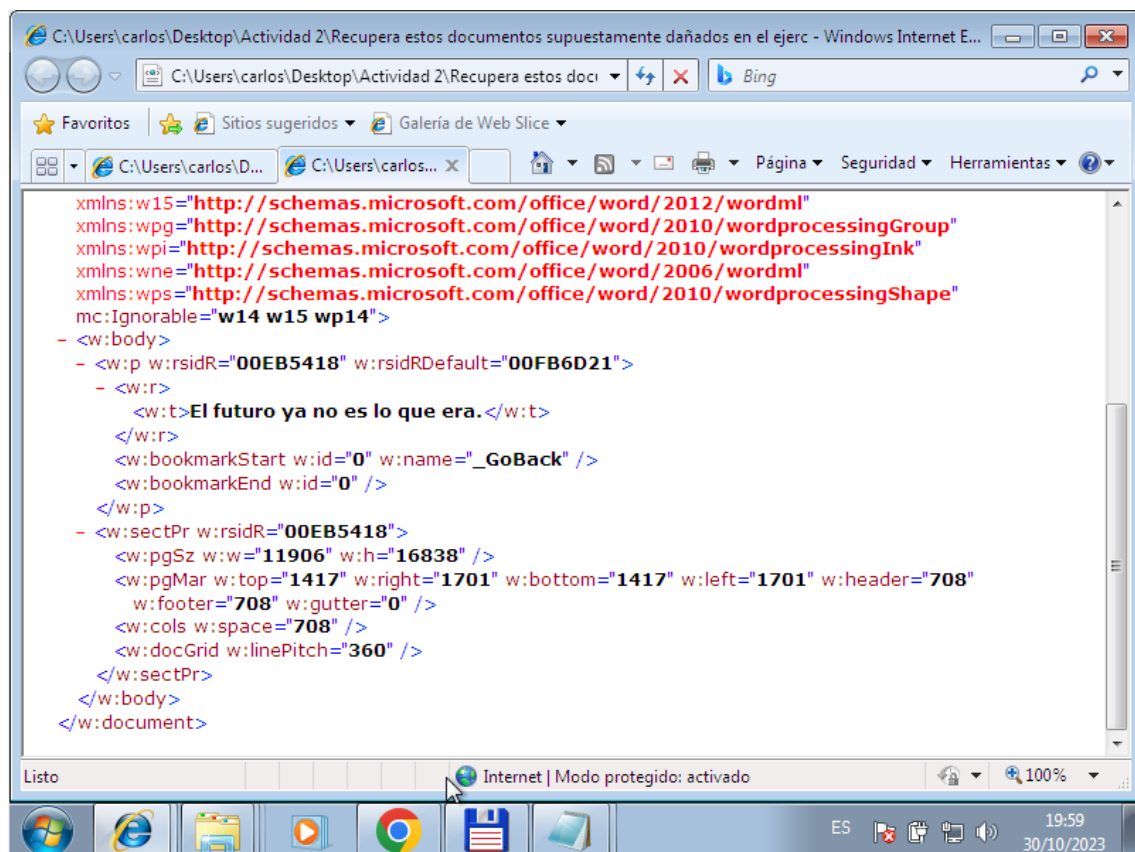 C:\Users\carlos\Desktop\Actividad 2\Recupera estos documentos supuestamente dañados en el ejerc - Windows Internet E...
C:\Users\carlos\Desktop\Actividad 2\Recupera estos docu
Bing
Favoritos
Sitios sugeridos
Galería de Web Slice
C:\Users\carlos\D...
C:\Users\carlos...
Página
Seguridad
Herramientas
xmlns:w15="http://schemas.microsoft.com/office/word/2012/wordml"
xmlns:wpg="http://schemas.microsoft.com/office/word/2010/wordprocessingGroup"
xmlns:wpi="http://schemas.microsoft.com/office/word/2010/wordprocessingInk"
xmlns:wne="http://schemas.microsoft.com/office/word/2006/wordml"
xmlns:wps="http://schemas.microsoft.com/office/word/2010/wordprocessingShape"
mc:Ignorable="w14 w15 wp14">
- <w:body>
- <w:p w:rsidR="00EB5418" w:rsidRDefault="00FB6D21">
- <w:r>
<w:t>El futuro ya no es lo que era.</w:t>
</w:r>
<w:bookmarkStart w:id="0" w:name="_GoBack" />
<w:bookmarkEnd w:id="0" />
</w:p>
- <w:sectPr w:rsidR="00EB5418">
<w:pgSz w:w="11906" w:h="16838" />
<w:pgMar w:top="1417" w:right="1701" w:bottom="1417" w:left="1701" w:header="708"
w:footer="708" w:gutter="0" />
<w:cols w:space="708" />
<w:docGrid w:linePitch="360" />
</w:sectPr>
</w:body>
</w:document>
Listo
Internet | Modo protegido: activado
100%
ES
19:59
30/10/2023